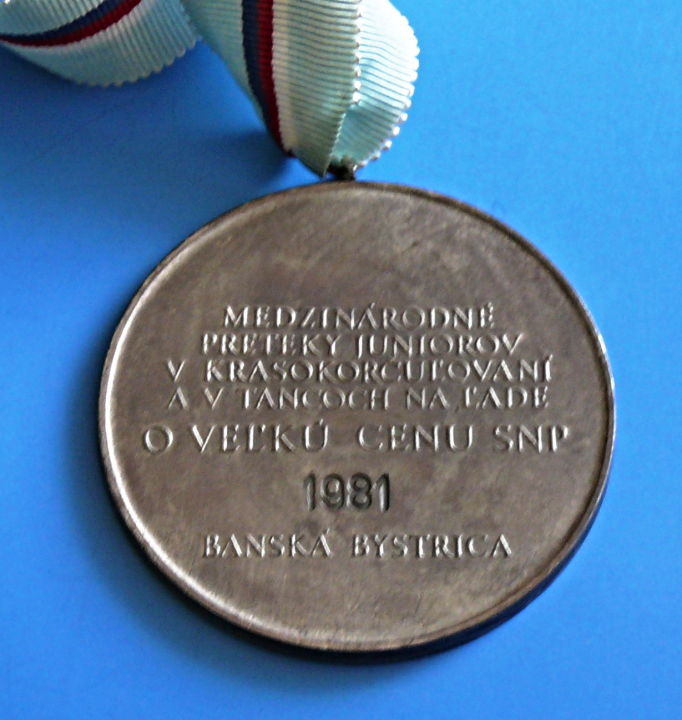 MEDZINÁRODNÉ
PRETEKY JUNIOROV
V KRASOKORČUĽOVANÍ
A V TANCOCH NA ĽADE
O VEĽKÚ CENU SNP
1981
BANSKÁ BYSTRICA